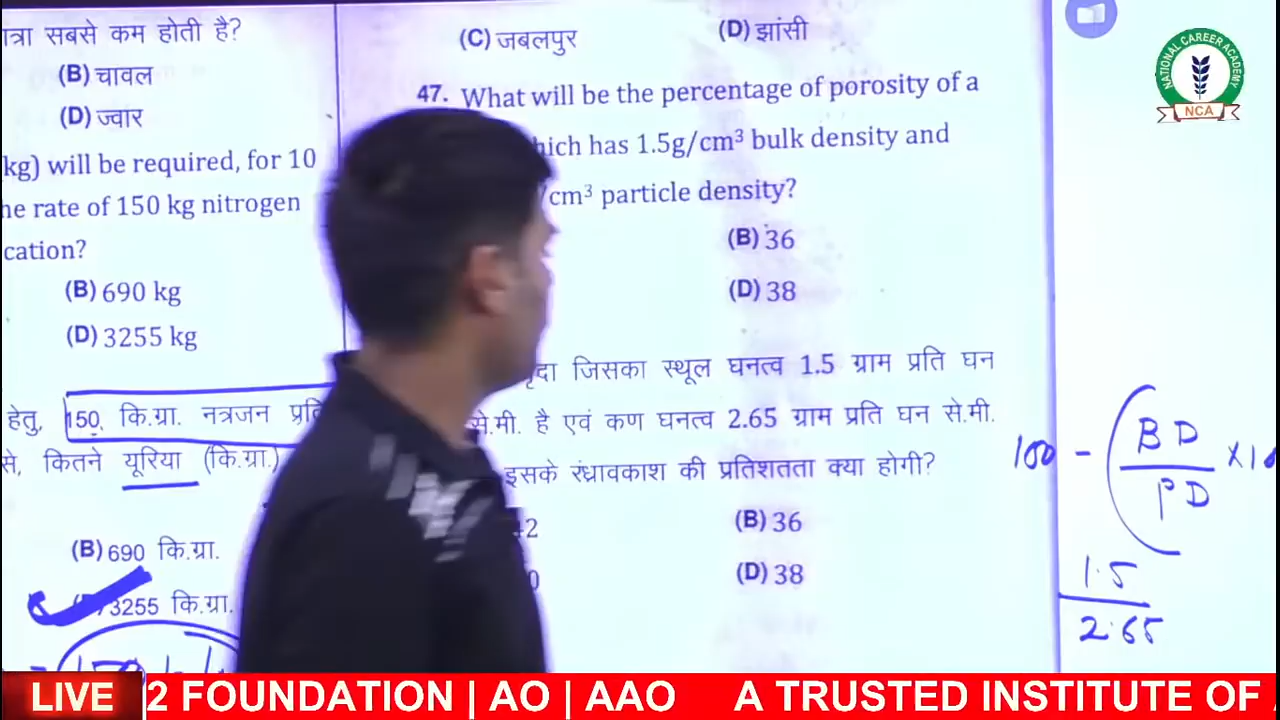 ात्रा सबसे कम होती है?
(B) चावल
(D) ज्वार
kg) will be required, for 10
he rate of 150 kg nitrogen
cation?
(B) 690 kg
(D) 3255 kg
हेतु, 150 कि.ग्रा. नत्रजन
से, कितने यूरिया (कि.ग्रा.)
(B) 690 कि.ग्रा.
3255 कि.ग्रा.
(C) जबलपुर
(D) झांसी
47. What will be the percentage of porosity of a
hich has 1.5g/cm³ bulk density and
/cm³ particle density?
(B) 36
(D) 38
जिसका स्थूल घनत्व 1.5 ग्राम प्रति घन
से.मी. है एवं कण घनत्व 2.65 ग्राम प्रति घन से.मी.
इसके रंध्रावकाश की प्रतिशतता क्या होगी?
(B) 36
(D) 38
100 - (BD
PD
1.5
2.65
NATIONAL CAREER ACADEMY
NCA
LIVE 2 FOUNDATION | AO | AAO A TRUSTED INSTITUTE OF